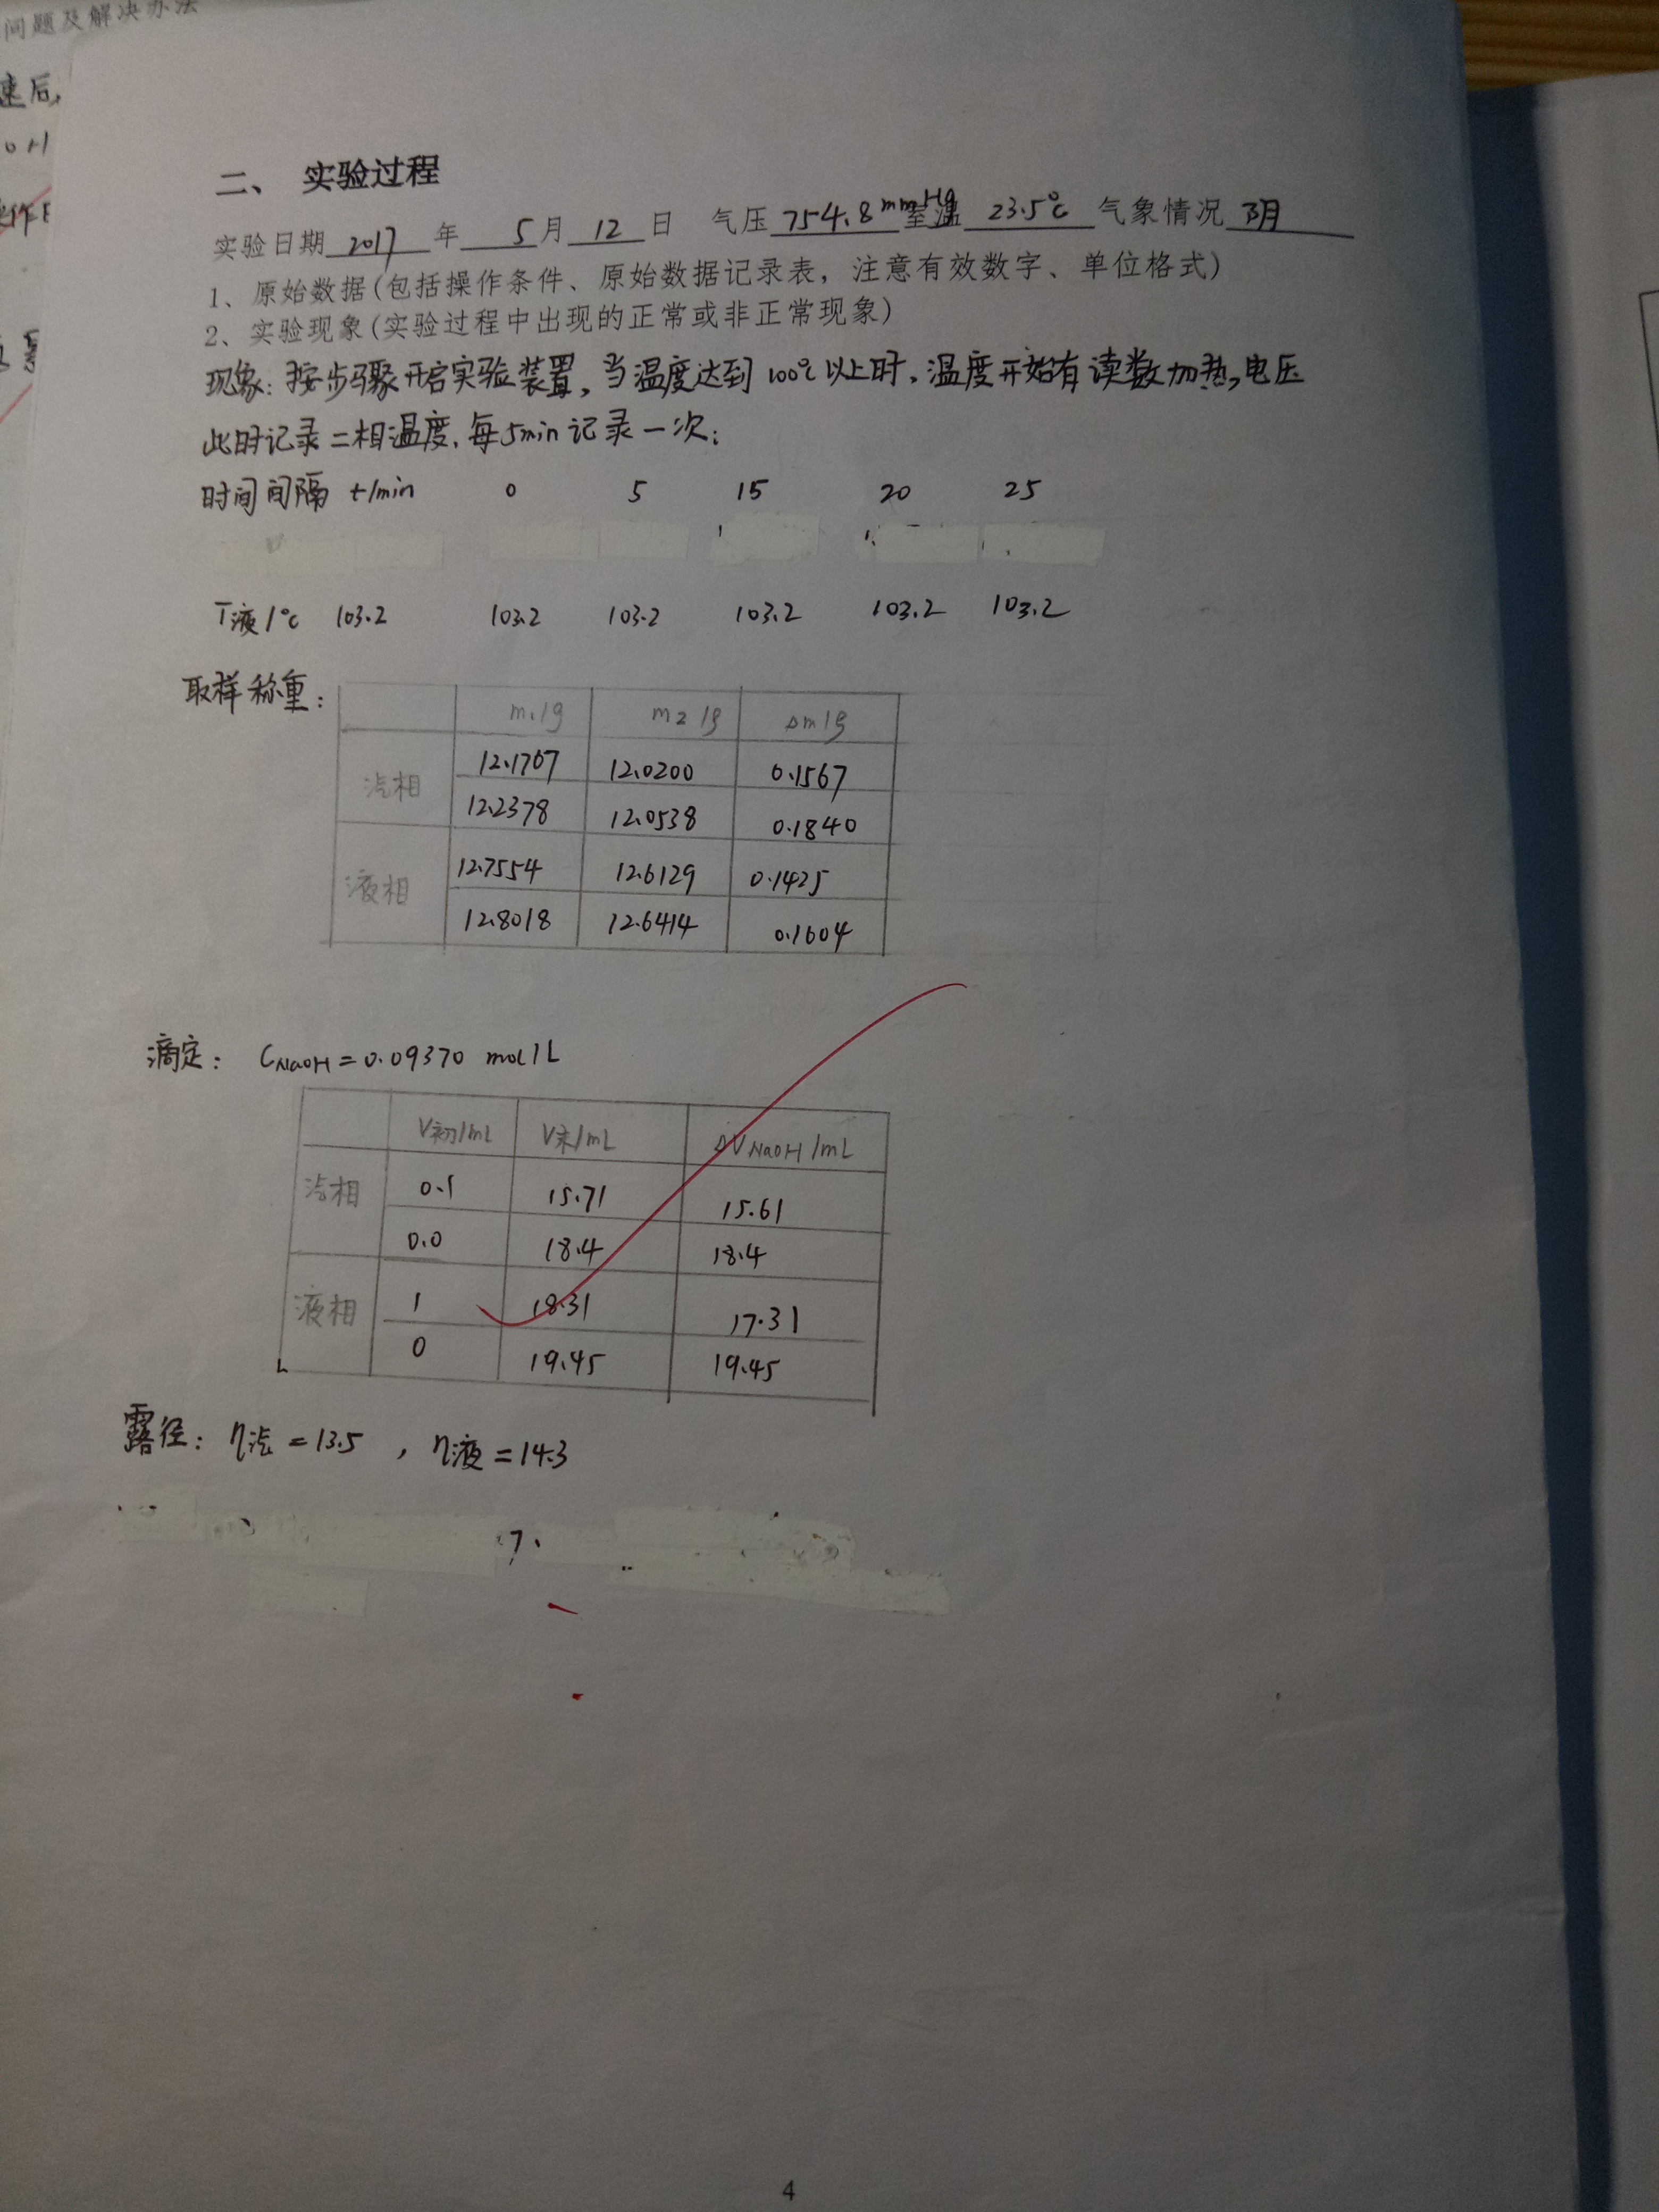 问题及解决办法
速后,
二、 实验过程
实验日期 2017 年 5 月 12 日 气压 754.8mmHg 室温 23.5℃ 气象情况 阴
1、原始数据(包括操作条件、原始数据记录表，注意有效数字、单位格式)
2、实验现象(实验过程中出现的正常或非正常现象)
现象: 按步骤开启实验装置，当温度达到100℃以上时，温度开始有读数加热，电压
此时记录二相温度，每5min记录一次:
时间间隔 t/min 0 5 15 20 25
T液/℃ 103.2 103.2 103.2 103.2 103.2 103.2
取样称重:
m1/g m2/g Δm/g
汽相 12.1767 12.0200 0.1567
12.2378 12.0538 0.1840
液相 12.7554 12.6129 0.1425
12.8018 12.6414 0.1604
滴定: CNaOH=0.09370 mol/L
V初/mL V末/mL ΔVNaOH/mL
汽相 0.1 15.71 15.61
0.0 18.4 18.4
液相 1 18.31 17.31
0 19.45 19.45
露径: η汽=13.5 , η液=14.3
4